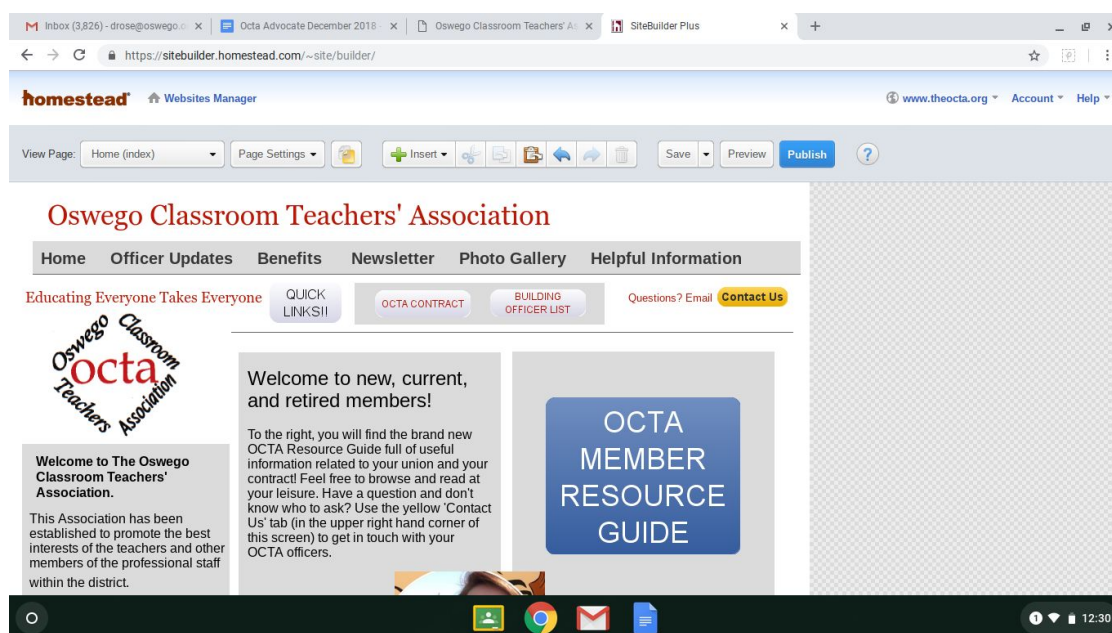 Inbox (3,826) - drose@oswego.o
Octa Advocate December 2018 -
Oswego Classroom Teachers' As
SiteBuilder Plus
https://sitebuilder.homestead.com/~site/builder/
homestead
Websites Manager
www.theocta.org
Account
Help
View Page:
Home (index)
Page Settings
Insert
Save
Preview
Publish
?
Oswego Classroom Teachers' Association
Home Officer Updates Benefits Newsletter Photo Gallery Helpful Information
Educating Everyone Takes Everyone
QUICK
LINKS!!
OCTA CONTRACT
BUILDING
OFFICER LIST
Questions? Email
Contact Us
Oswego Classroom
octa
Teachers Association
Welcome to The Oswego
Classroom Teachers'
Association.
This Association has been
established to promote the best
interests of the teachers and other
members of the professional staff
within the district.
Welcome to new, current,
and retired members!
To the right, you will find the brand new
OCTA Resource Guide full of useful
information related to your union and your
contract! Feel free to browse and read at
your leisure. Have a question and don't
know who to ask? Use the yellow 'Contact
Us' tab (in the upper right hand corner of
this screen) to get in touch with your
OCTA officers.
OCTA
MEMBER
RESOURCE
GUIDE
1
12:30